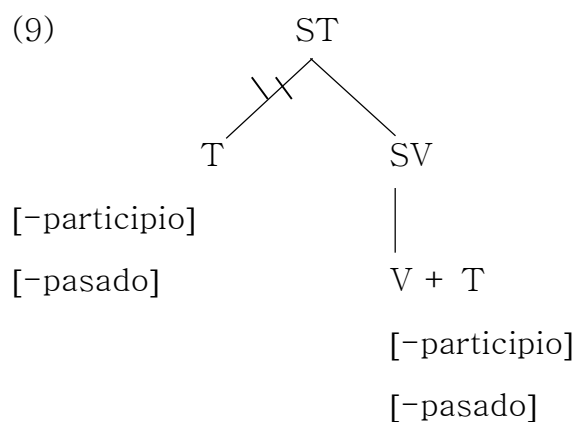 (9) ST
T SV
[-participio]
[-pasado] V + T
[-participio]
[-pasado]